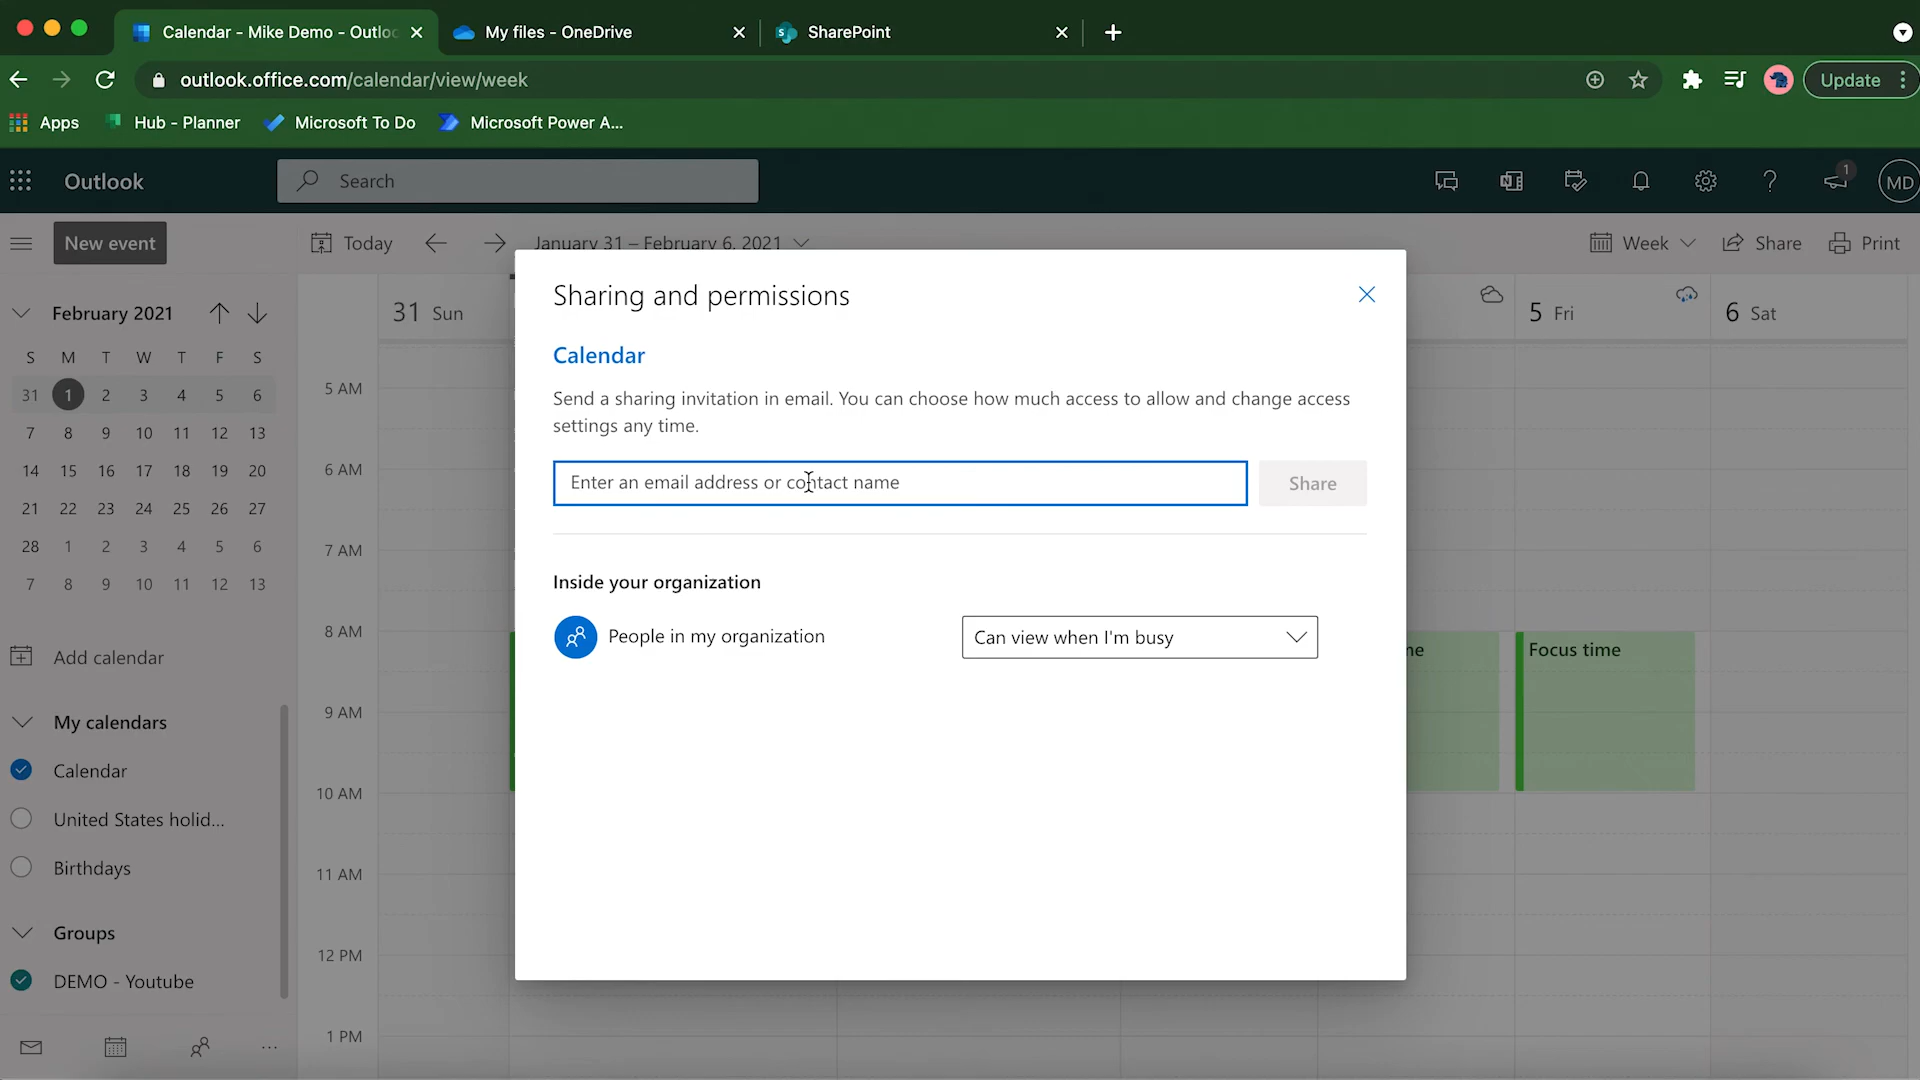 Calendar - Mike Demo - Outloo
My files - OneDrive
SharePoint
outlook.office.com/calendar/view/week
Update
Apps
Hub - Planner
Microsoft To Do
Microsoft Power A...
Outlook
Search
1
MD
New event
Today
January 31 – February 6, 2021
Week
Share
Print
February 2021
S M T W T F S
31 1 2 3 4 5 6
7 8 9 10 11 12 13
14 15 16 17 18 19 20
21 22 23 24 25 26 27
28 1 2 3 4 5 6
7 8 9 10 11 12 13
Add calendar
My calendars
Calendar
United States holid...
Birthdays
Groups
DEMO - Youtube
...
31 Sun
5 Fri
6 Sat
5 AM
6 AM
7 AM
8 AM
9 AM
10 AM
11 AM
12 PM
1 PM
Sharing and permissions
Calendar
Send a sharing invitation in email. You can choose how much access to allow and change access
settings any time.
Enter an email address or contact name
Share
Inside your organization
People in my organization
Can view when I'm busy
me
Focus time